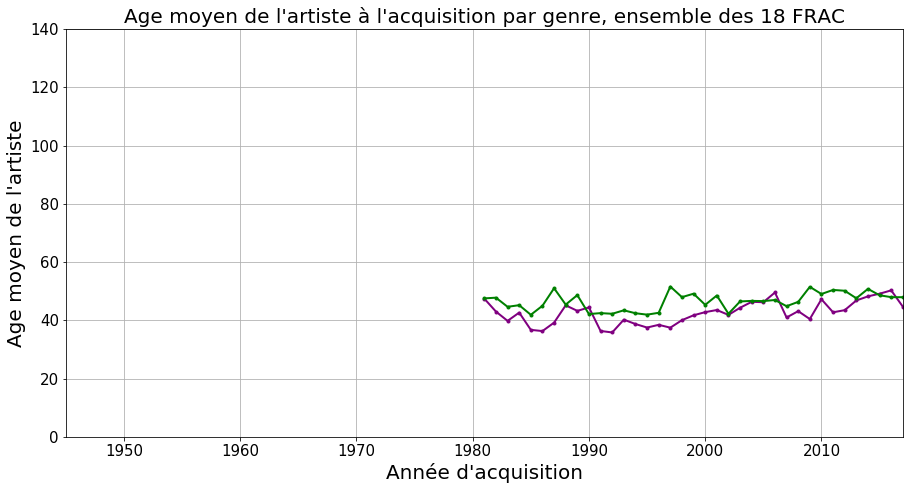 Age moyen de l'artiste à l'acquisition par genre, ensemble des 18 FRAC
140
120
100
80
60
40
20
0
Age moyen de l'artiste
1950 1960 1970 1980 1990 2000 2010
Année d'acquisition